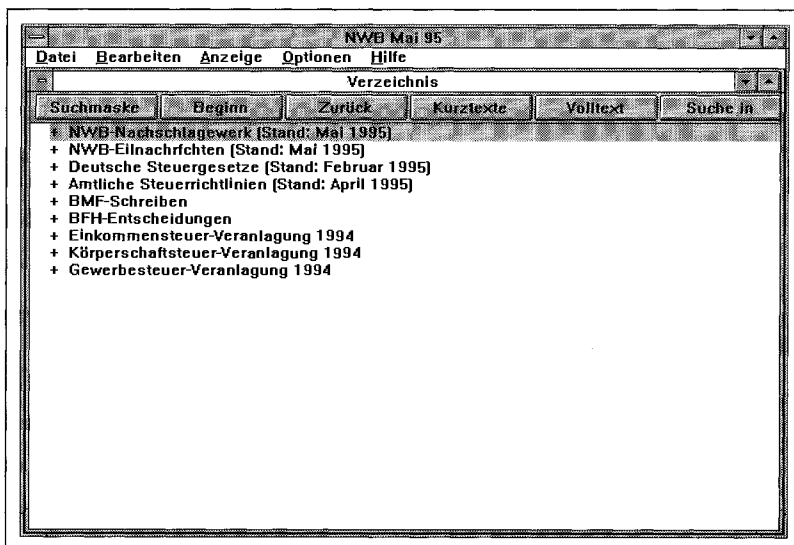 NWB Mai 95
Datei Bearbeiten Anzeige Optionen Hilfe
Verzeichnis
Suchmaske Beginn Zurück Kurztexte Volltext Suche in
+ NWB-Nachschlagewerk (Stand: Mai 1995)
+ NWB-Eilnachrichten (Stand: Mai 1995)
+ Deutsche Steuergesetze (Stand: Februar 1995)
+ Amtliche Steuerrichtlinien (Stand: April 1995)
+ BMF-Schreiben
+ BFH-Entscheidungen
+ Einkommensteuer-Veranlagung 1994
+ Körperschaftsteuer-Veranlagung 1994
+ Gewerbesteuer-Veranlagung 1994